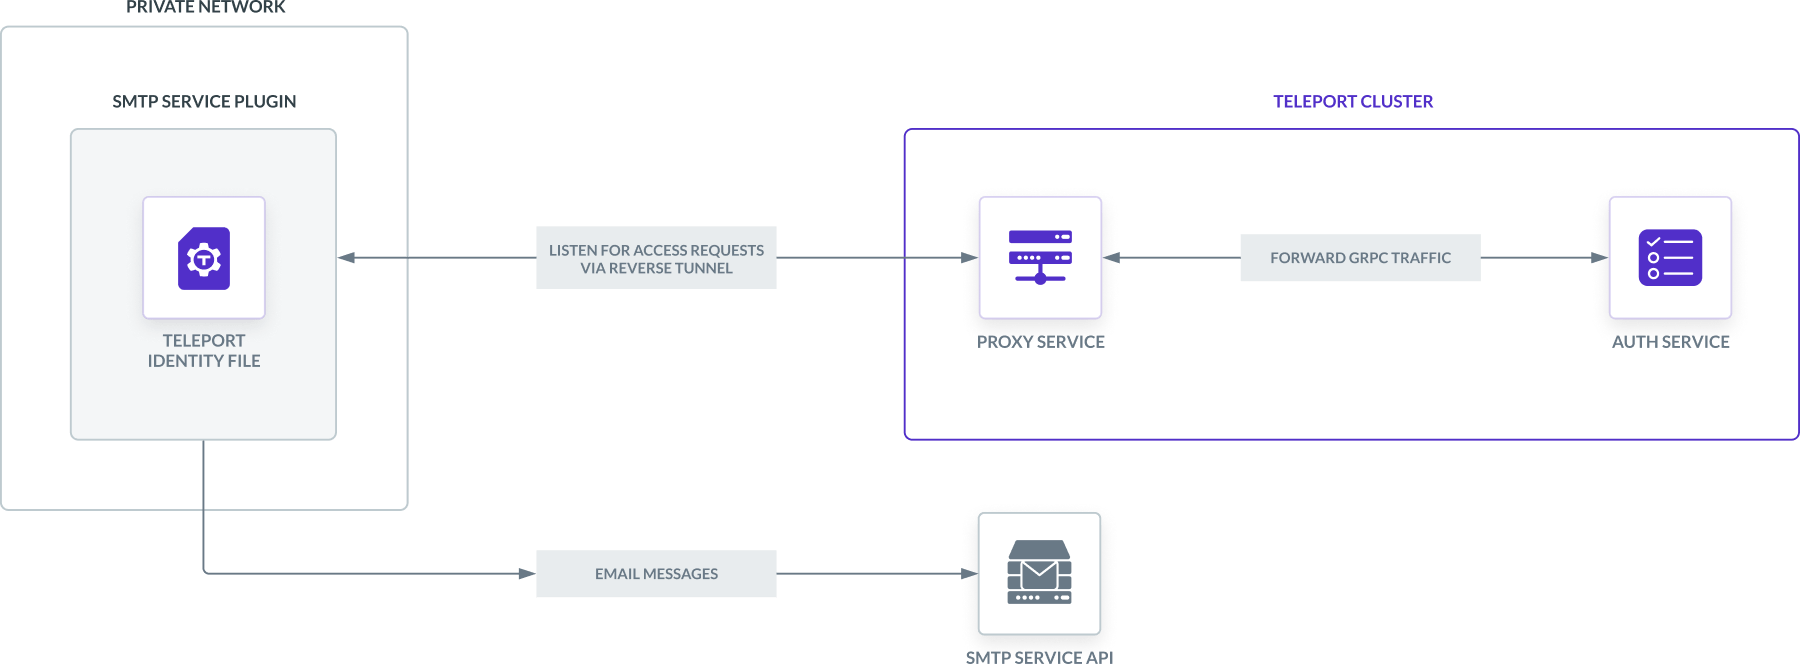 PRIVATE NETWORK
SMTP SERVICE PLUGIN
TELEPORT CLUSTER
T
TELEPORT
IDENTITY FILE
LISTEN FOR ACCESS REQUESTS
VIA REVERSE TUNNEL
PROXY SERVICE
FORWARD GRPC TRAFFIC
AUTH SERVICE
EMAIL MESSAGES
SMTP SERVICE API